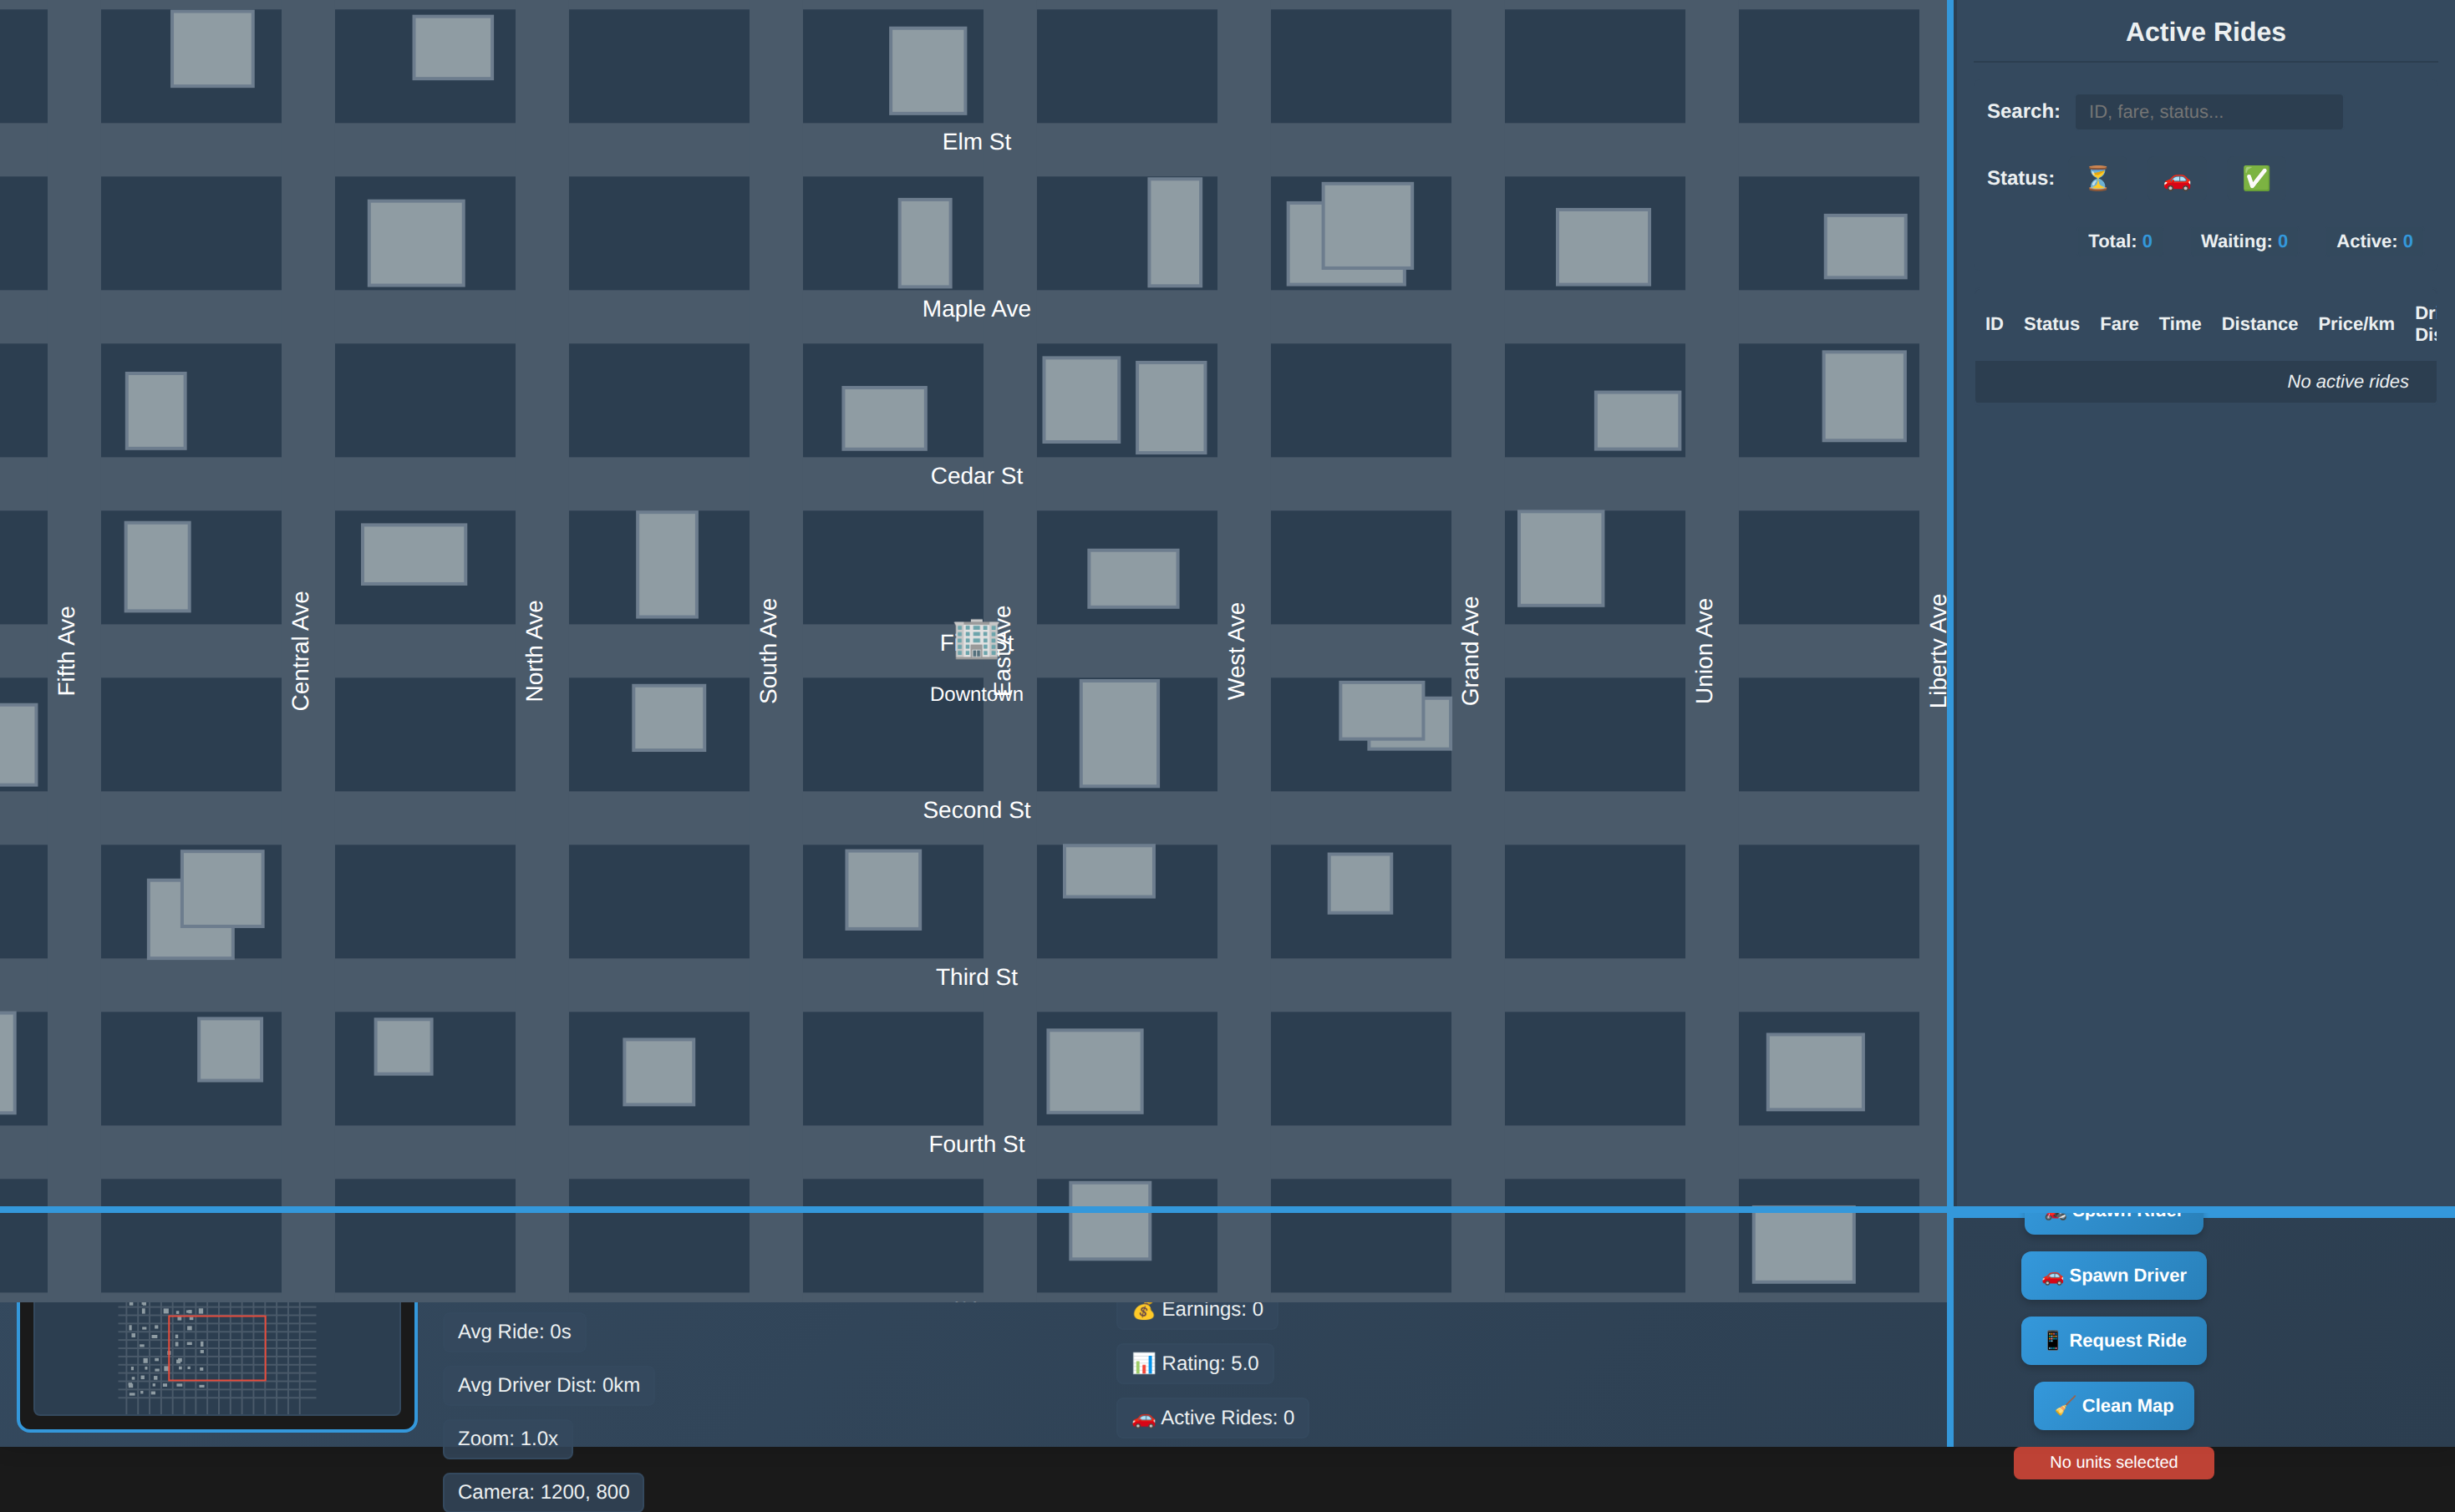 Elm St
Maple Ave
Cedar St
Fifth Ave
Central Ave
North Ave
South Ave
East Ave
West Ave
Grand Ave
Union Ave
Liberty Ave
Downtown
Second St
Third St
Fourth St
Active Rides
Search: ID, fare, status...
Status:
Total: 0 Waiting: 0 Active: 0
ID Status Fare Time Distance Price/km
No active rides
Spawn Rider
Spawn Driver
Request Ride
Clean Map
No units selected
Avg Ride: 0s
Avg Driver Dist: 0km
Zoom: 1.0x
Camera: 1200, 800
Earnings: 0
Rating: 5.0
Active Rides: 0